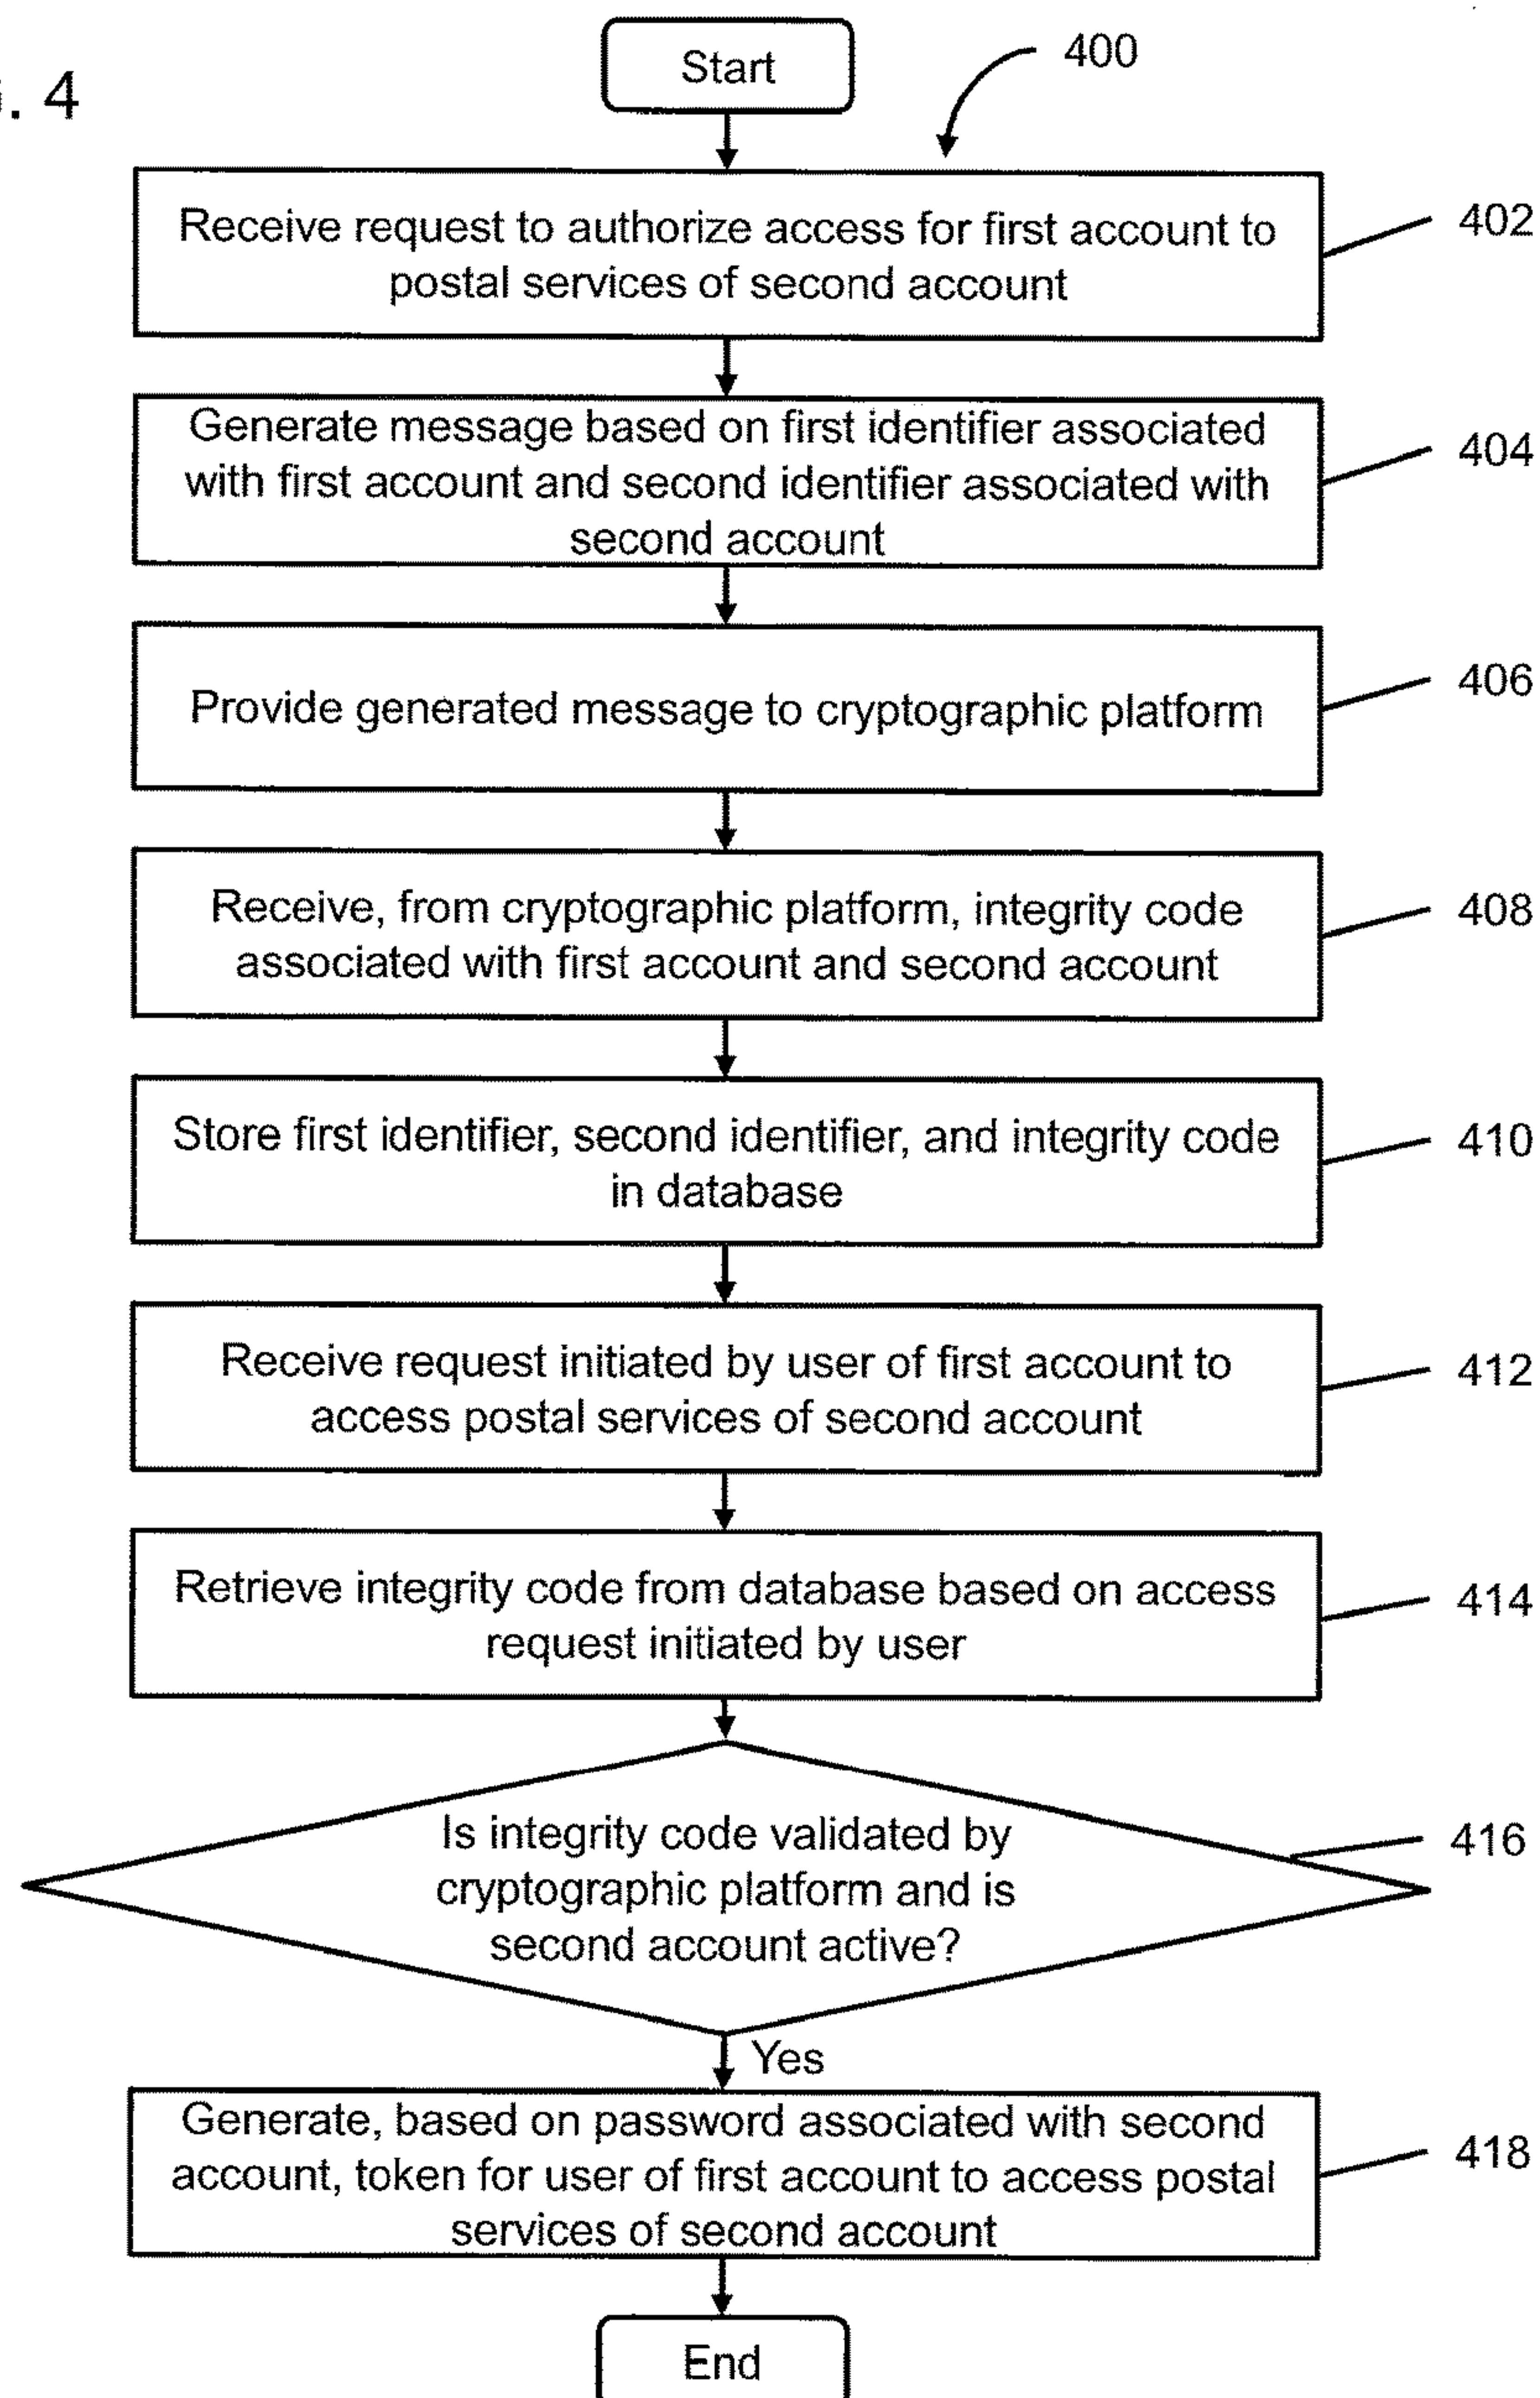 . 4
Start
400
Receive request to authorize access for first account to
postal services of second account
402
Generate message based on first identifier associated
with first account and second identifier associated with
second account
404
Provide generated message to cryptographic platform
406
Receive, from cryptographic platform, integrity code
associated with first account and second account
408
Store first identifier, second identifier, and integrity code
in database
410
Receive request initiated by user of first account to
access postal services of second account
412
Retrieve integrity code from database based on access
request initiated by user
414
Is integrity code validated by
cryptographic platform and is
second account active?
416
Yes
Generate, based on password associated with second
account, token for user of first account to access postal
services of second account
418
End